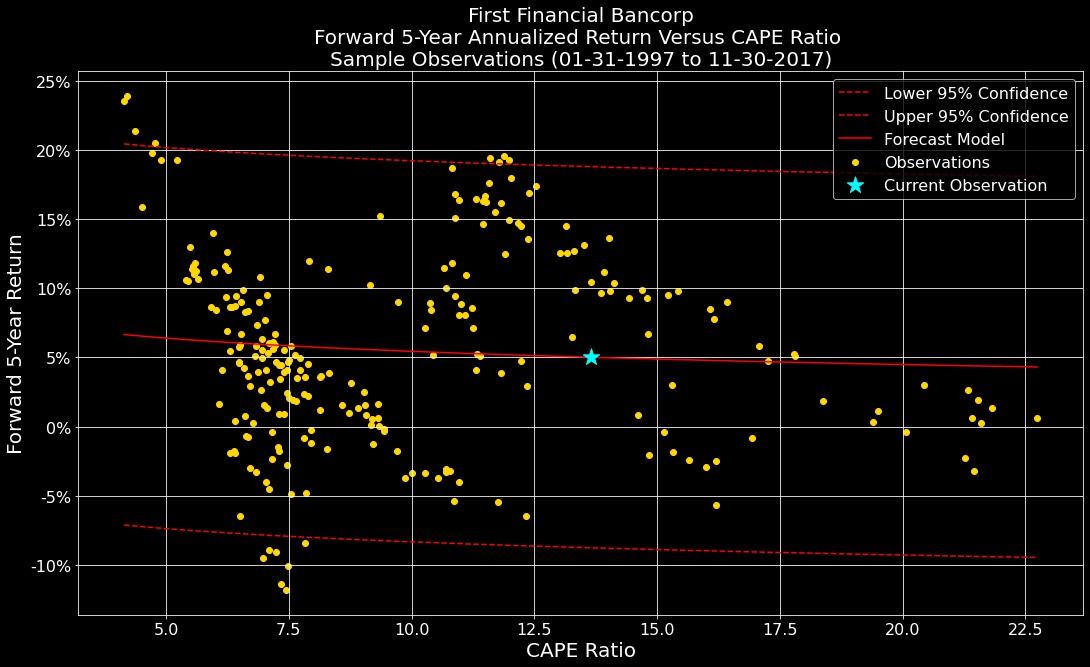 First Financial Bancorp
Forward 5-Year Annualized Return Versus CAPE Ratio
Sample Observations (01-31-1997 to 11-30-2017)
Lower 95% Confidence
Upper 95% Confidence
Forecast Model
Observations
Current Observation
Forward 5-Year Return
25%
20%
15%
10%
5%
0%
-5%
-10%
5.0 7.5 10.0 12.5 15.0 17.5 20.0 22.5
CAPE Ratio